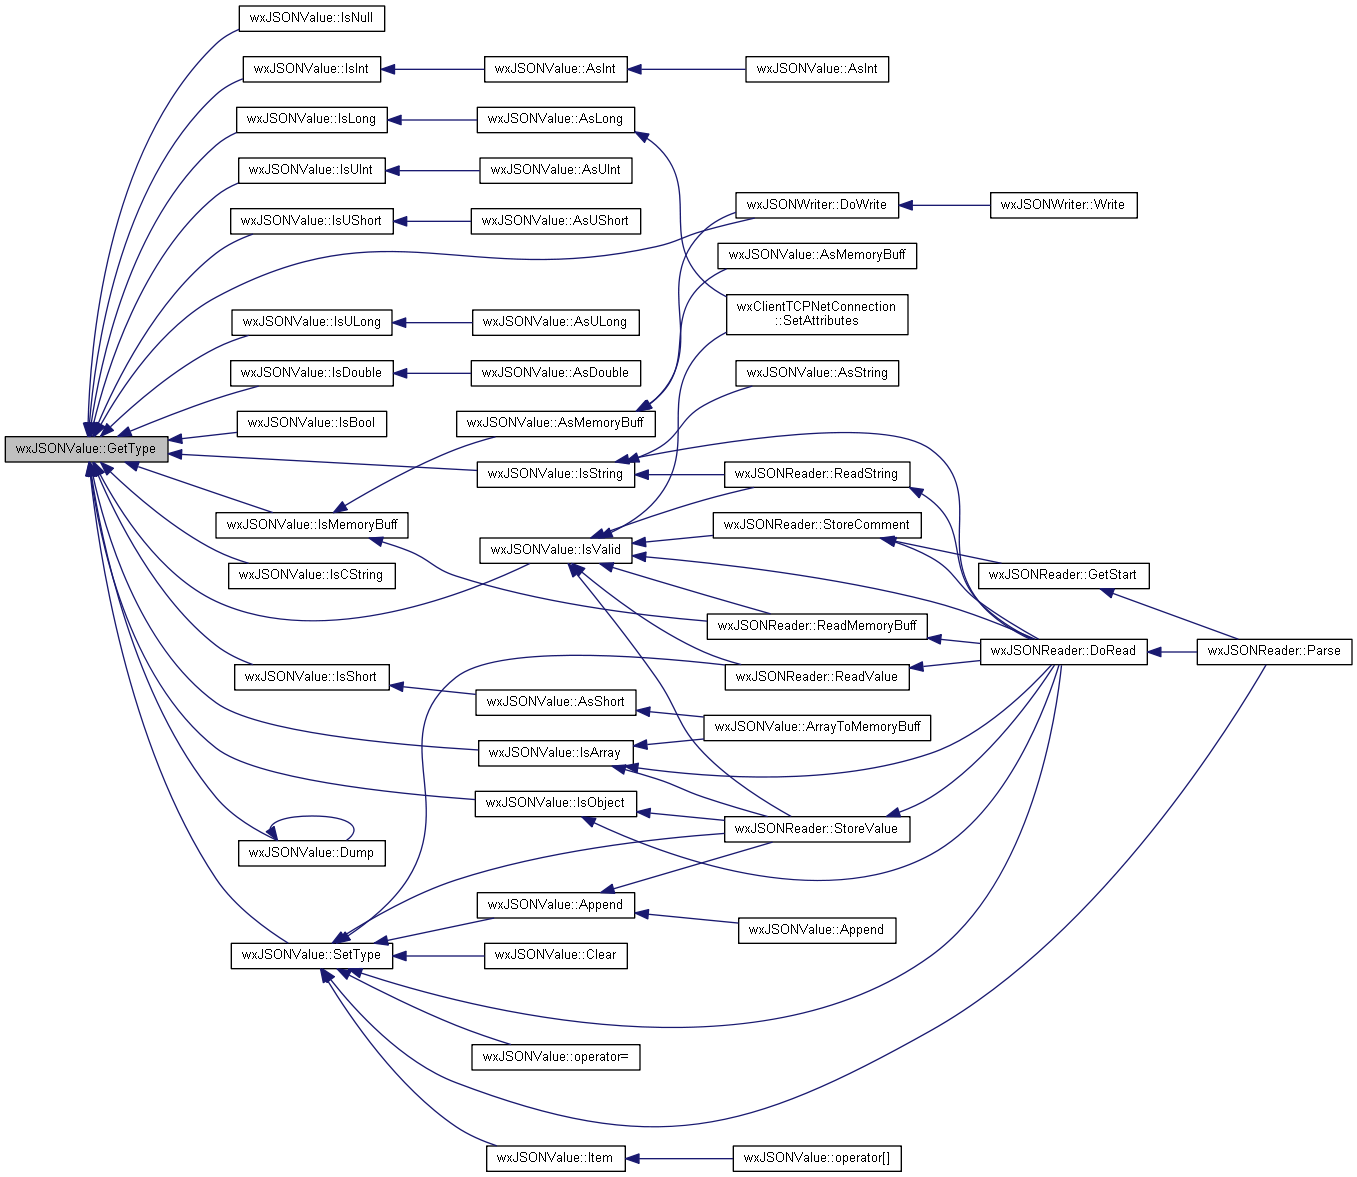 wxJSONValue::IsNull
wxJSONValue::IsInt
wxJSONValue::AsInt
wxJSONValue::AsInt
wxJSONValue::IsLong
wxJSONValue::AsLong
wxJSONValue::IsUInt
wxJSONValue::AsUInt
wxJSONWriter::DoWrite
wxJSONWriter::Write
wxJSONValue::IsUShort
wxJSONValue::AsUShort
wxJSONValue::AsMemoryBuff
wxClientTCPNetConnection
::SetAttributes
wxJSONValue::IsULong
wxJSONValue::AsULong
wxJSONValue::IsDouble
wxJSONValue::AsDouble
wxJSONValue::AsString
wxJSONValue::IsBool
wxJSONValue::AsMemoryBuff
wxJSONValue::GetType
wxJSONValue::IsString
wxJSONReader::ReadString
wxJSONValue::IsMemoryBuff
wxJSONReader::StoreComment
wxJSONValue::IsValid
wxJSONValue::IsCString
wxJSONReader::GetStart
wxJSONReader::ReadMemoryBuff
wxJSONReader::DoRead
wxJSONReader::Parse
wxJSONValue::IsShort
wxJSONReader::ReadValue
wxJSONValue::AsShort
wxJSONValue::ArrayToMemoryBuff
wxJSONValue::IsArray
wxJSONValue::IsObject
wxJSONReader::StoreValue
wxJSONValue::Dump
wxJSONValue::Append
wxJSONValue::Append
wxJSONValue::SetType
wxJSONValue::Clear
wxJSONValue::operator=
wxJSONValue::Item
wxJSONValue::operator[]